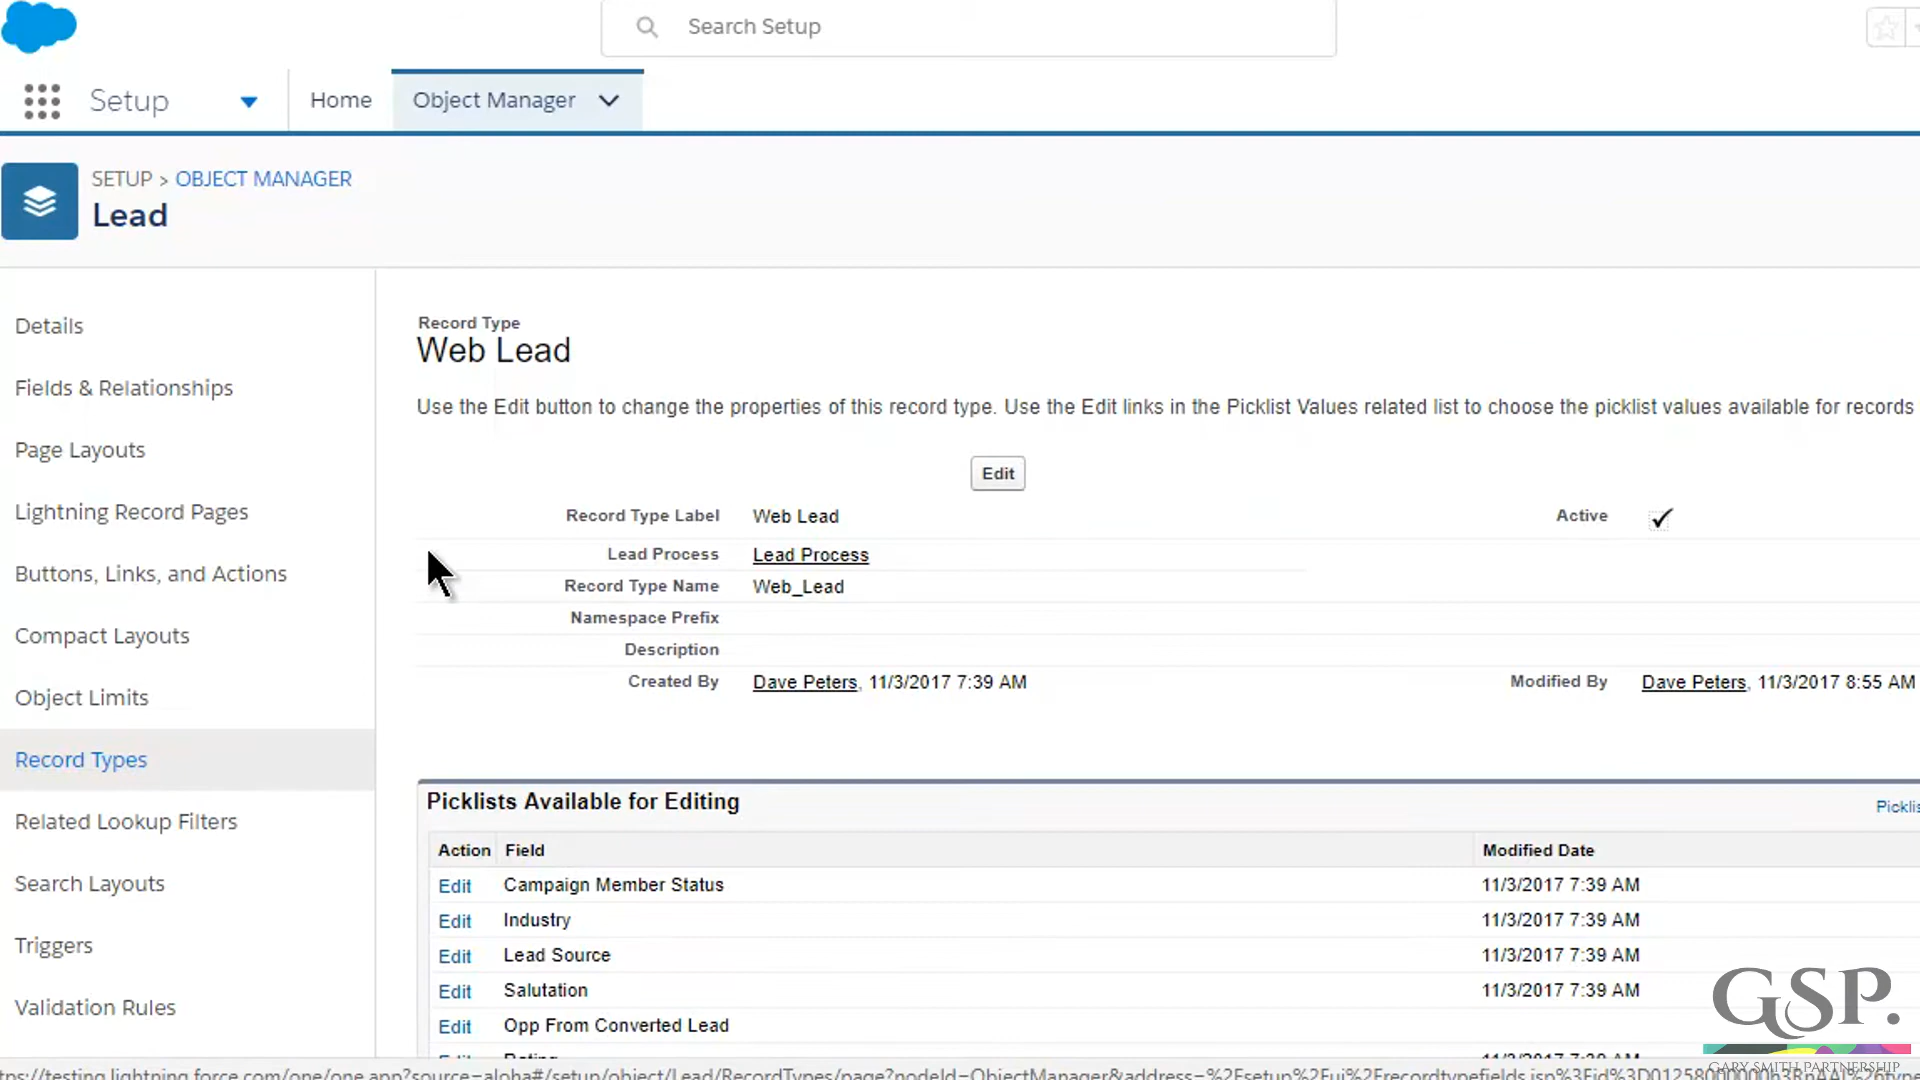 Search Setup
Setup
Home
Object Manager
SETUP > OBJECT MANAGER
Lead
Details
Fields & Relationships
Page Layouts
Lightning Record Pages
Buttons, Links, and Actions
Compact Layouts
Object Limits
Record Types
Related Lookup Filters
Search Layouts
Triggers
Validation Rules
Record Type
Web Lead
Use the Edit button to change the properties of this record type. Use the Edit links in the Picklist Values related list to choose the picklist values available for records
Edit
Record Type Label Web Lead Active
Lead Process Lead Process
Record Type Name Web_Lead
Namespace Prefix
Description
Created By Dave Peters, 11/3/2017 7:39 AM Modified By Dave Peters, 11/3/2017 8:55 AM
Picklists Available for Editing
Action Field Modified Date
Edit Campaign Member Status 11/3/2017 7:39 AM
Edit Industry 11/3/2017 7:39 AM
Edit Lead Source 11/3/2017 7:39 AM
Edit Salutation 11/3/2017 7:39 AM
Edit Opp From Converted Lead
GSP.
GARY SMITH PARTNERSHIP